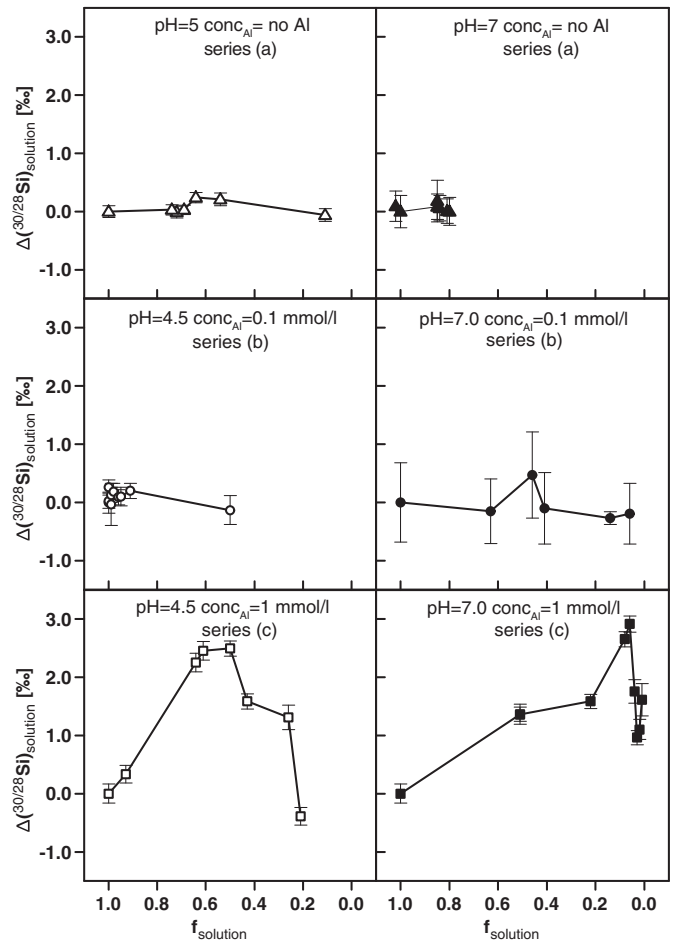 pH=5 conc_Al= no Al
series (a)
pH=7 conc_Al= no Al
series (a)
Δ(³⁰/²⁸Si)solution [‰]
3.0
2.0
1.0
0.0
-1.0
pH=4.5 conc_Al=0.1 mmol/l
series (b)
pH=7.0 conc_Al=0.1 mmol/l
series (b)
Δ(³⁰/²⁸Si)solution [‰]
3.0
2.0
1.0
0.0
-1.0
pH=4.5 conc_Al=1 mmol/l
series (c)
pH=7.0 conc_Al=1 mmol/l
series (c)
Δ(³⁰/²⁸Si)solution [‰]
3.0
2.0
1.0
0.0
-1.0
1.0 0.8 0.6 0.4 0.2 0.0
1.0 0.8 0.6 0.4 0.2 0.0
f_solution
f_solution